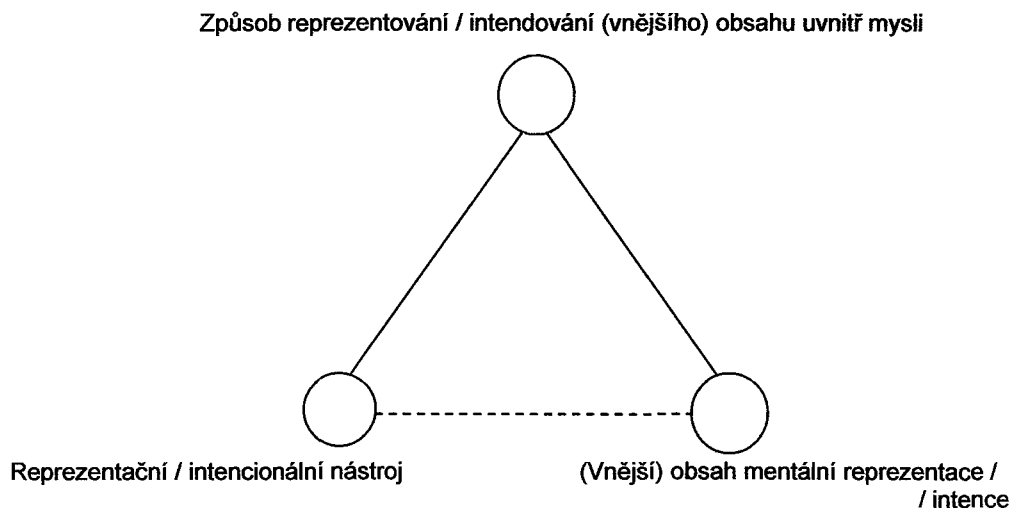 Způsob reprezentování / intendování (vnějšího) obsahu uvnitř mysli
Reprezentační / intencionální nástroj
(Vnější) obsah mentální reprezentace /
/ intence